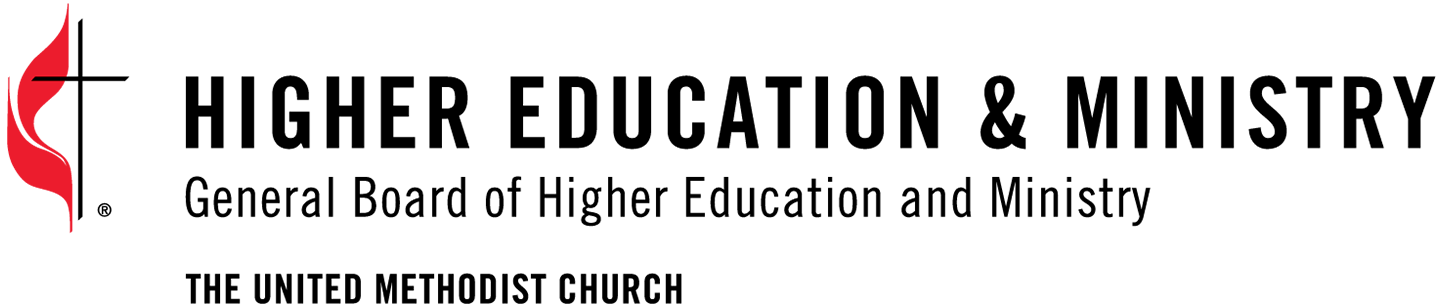 HIGHER EDUCATION & MINISTRY
General Board of Higher Education and Ministry
®
THE UNITED METHODIST CHURCH